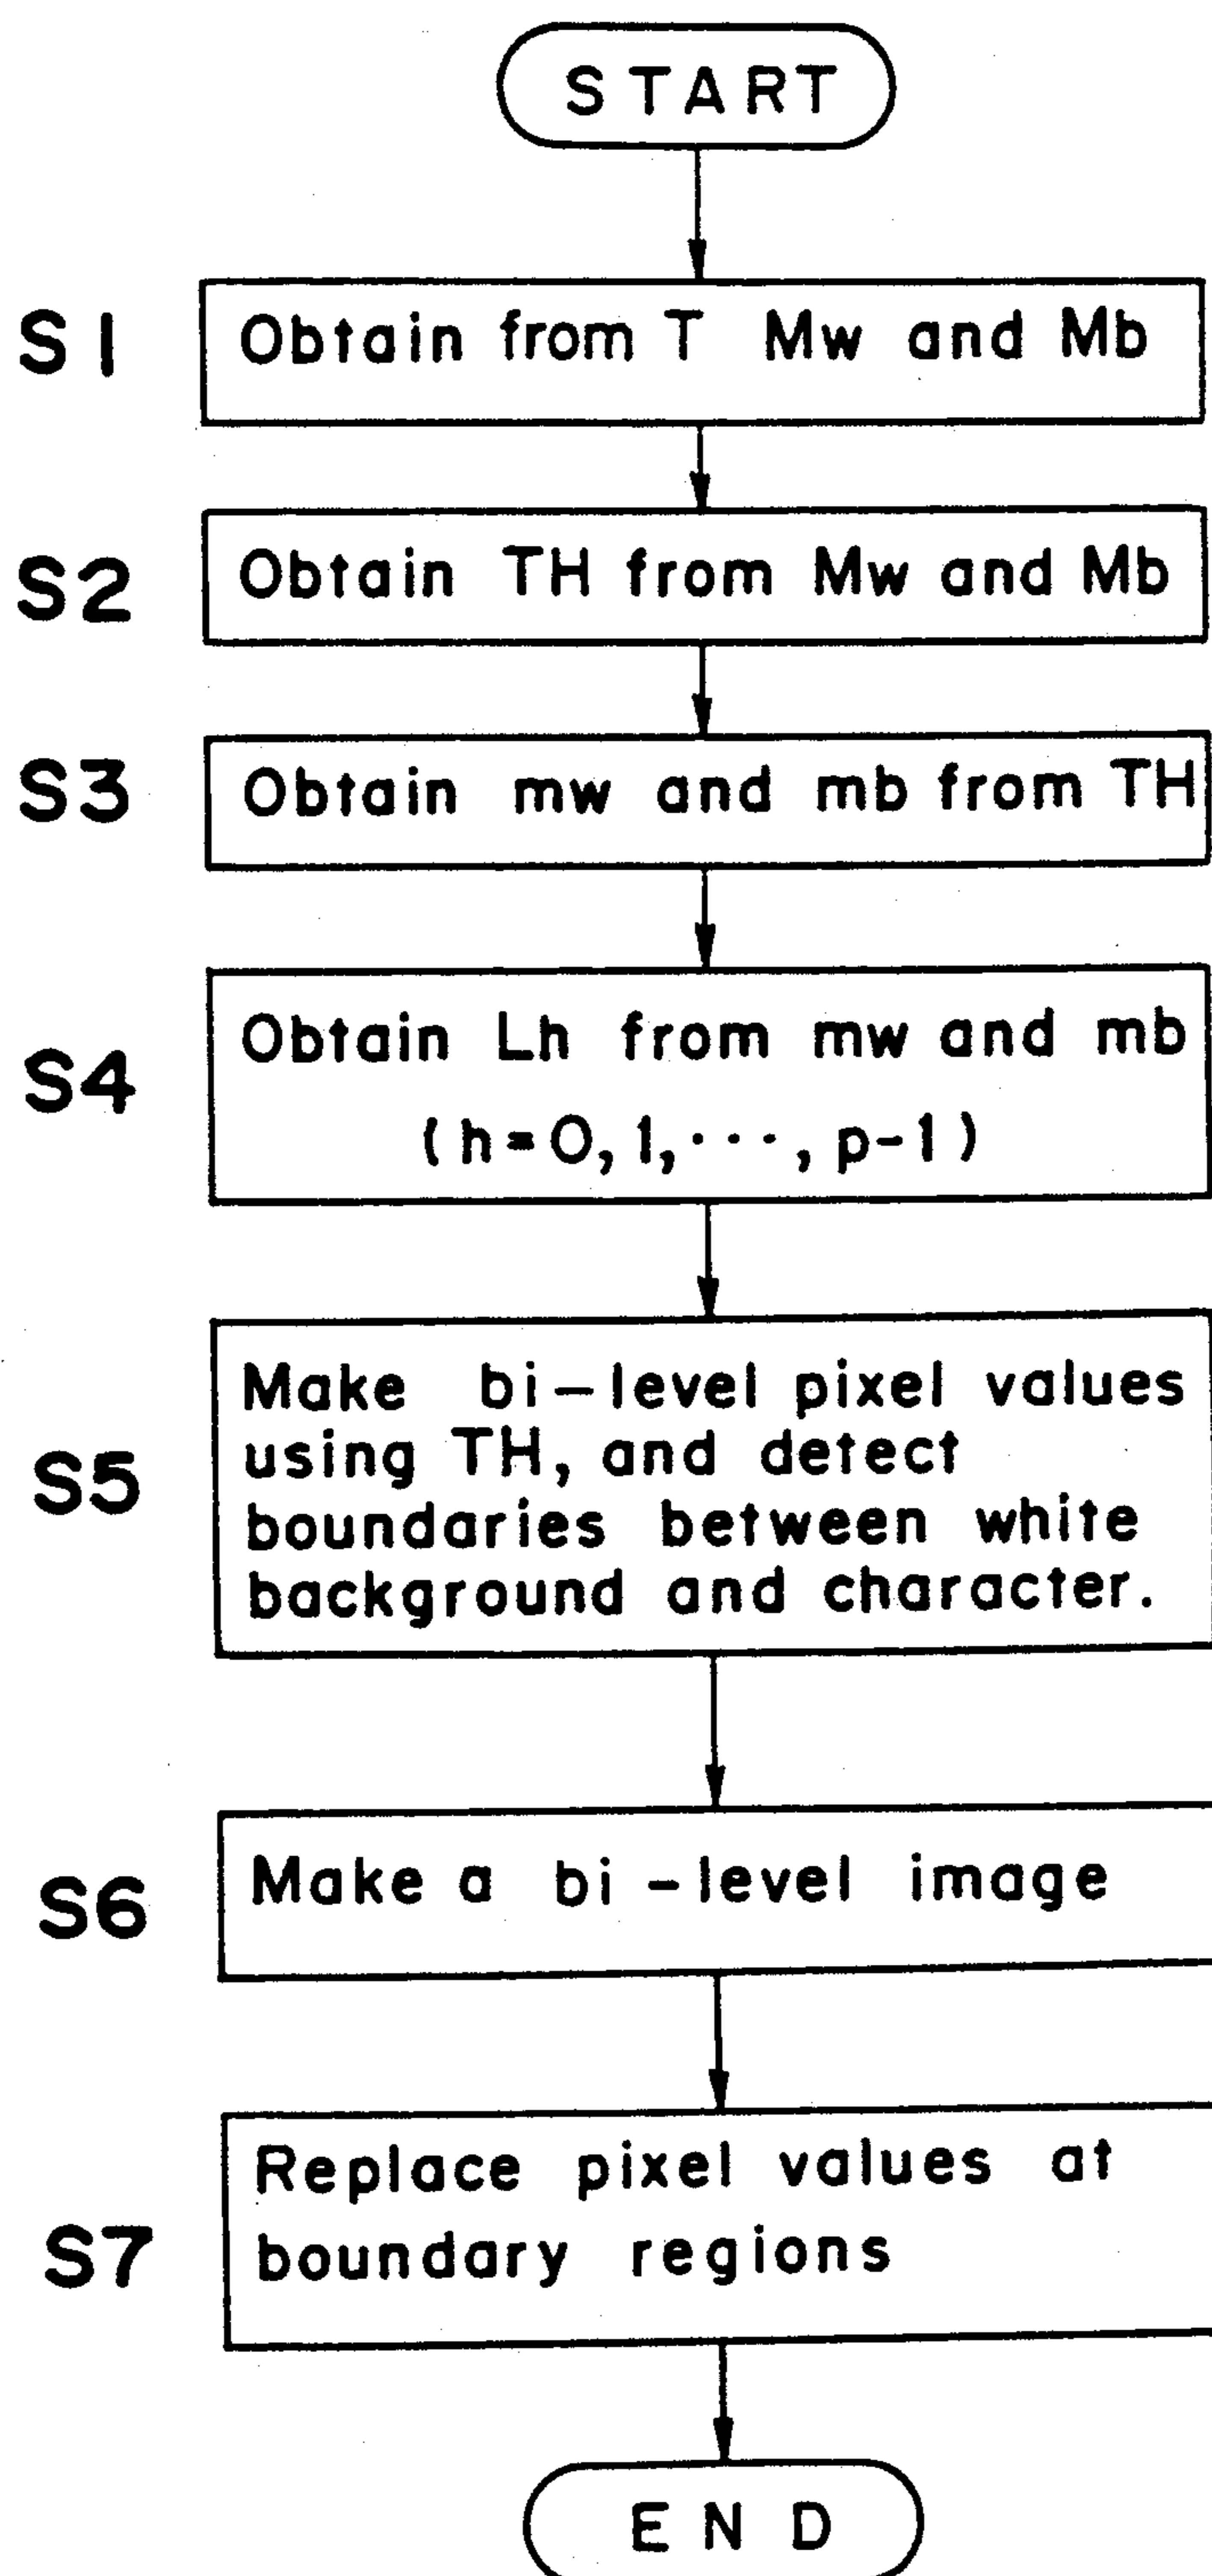 START
S1
Obtain from T Mw and Mb
S2
Obtain TH from Mw and Mb
S3
Obtain mw and mb from TH
S4
Obtain Lh from mw and mb
(h=0, 1, ···, p-1)
S5
Make bi-level pixel values
using TH, and detect
boundaries between white
background and character.
S6
Make a bi-level image
S7
Replace pixel values at
boundary regions
END